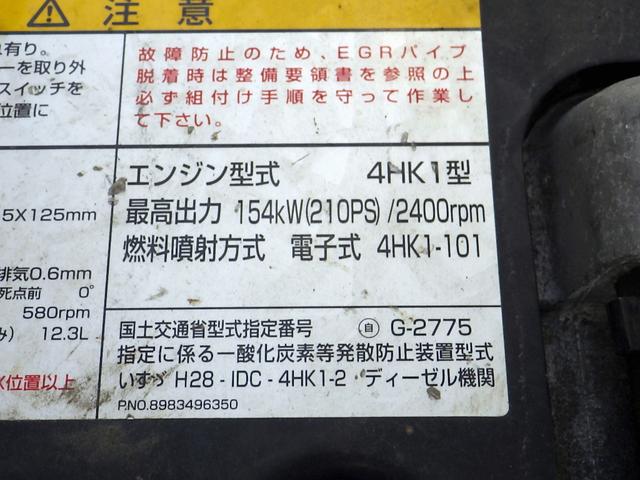 ⚠ 注意
有り。
ーを取り外
スイッチを
位置に
故障防止のため、EGRパイプ
脱着時は整備要領書を参照の上
必ず組付け手順を守って作業し
て下さい。
5X125mm
排気0.6mm
死点前 0°
580rpm
み) 12.3L
位置以上
エンジン型式 4HK1型
最高出力 154kW(210PS)/2400rpm
燃料噴射方式 電子式 4HK1-101
国土交通省型式指定番号 ㉂ G-2775
指定に係る一酸化炭素等発散防止装置型式
いすゞ H28-IDC-4HK1-2・ディーゼル機関
P.NO.8983496350